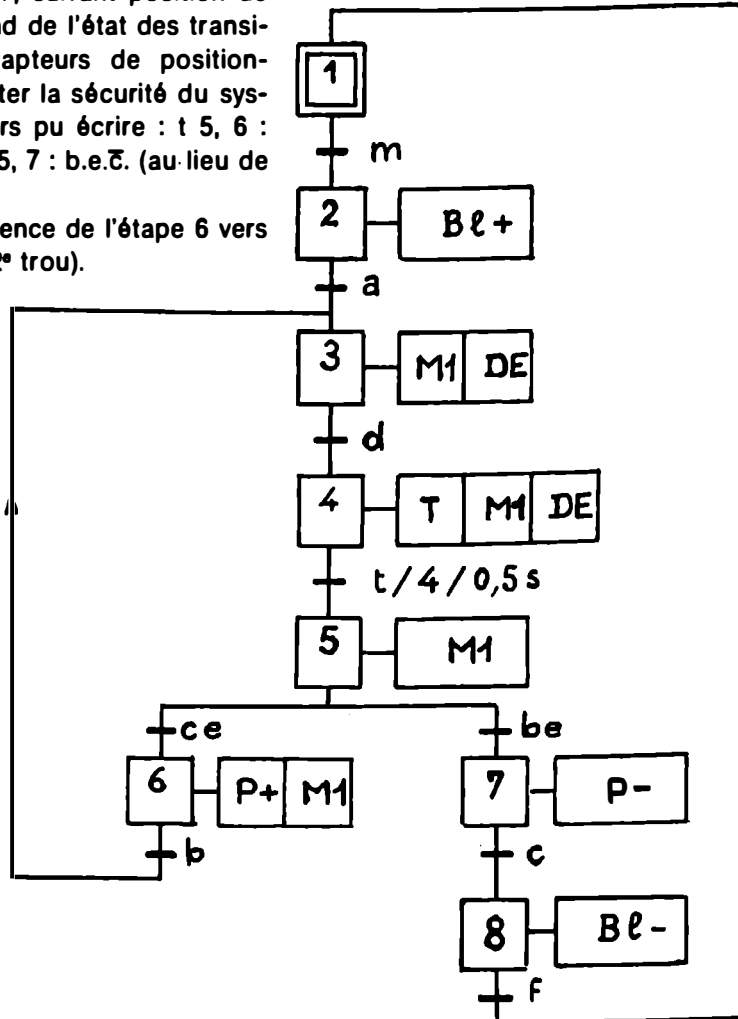 , suivant position de
nd de l'état des transi-
apteurs de position-
ter la sécurité du sys-
rs pu écrire : t 5, 6 :
5, 7 : b.e.c̅. (au lieu de
ence de l'étape 6 vers
2ᵉ trou).
1
m
2 Bl+
a
3 M1 DE
d
4 T M1 DE
t/4/0,5s
5 M1
ce be
6 P+ M1 7 P-
b c
8 Bl-
f